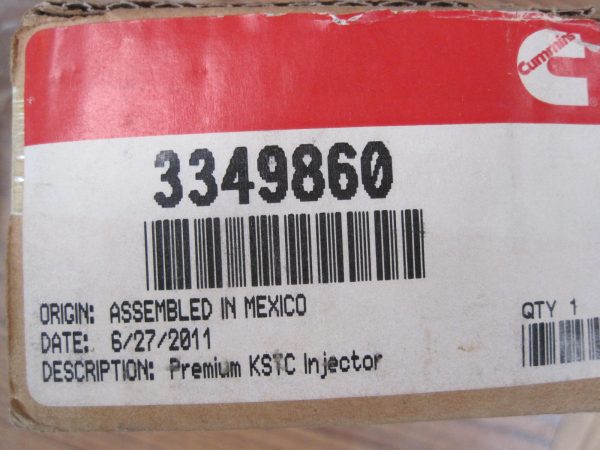 Cummins
3349860
ORIGIN: ASSEMBLED IN MEXICO
DATE: 6/27/2011
QTY 1
DESCRIPTION: Premium KSTC Injector